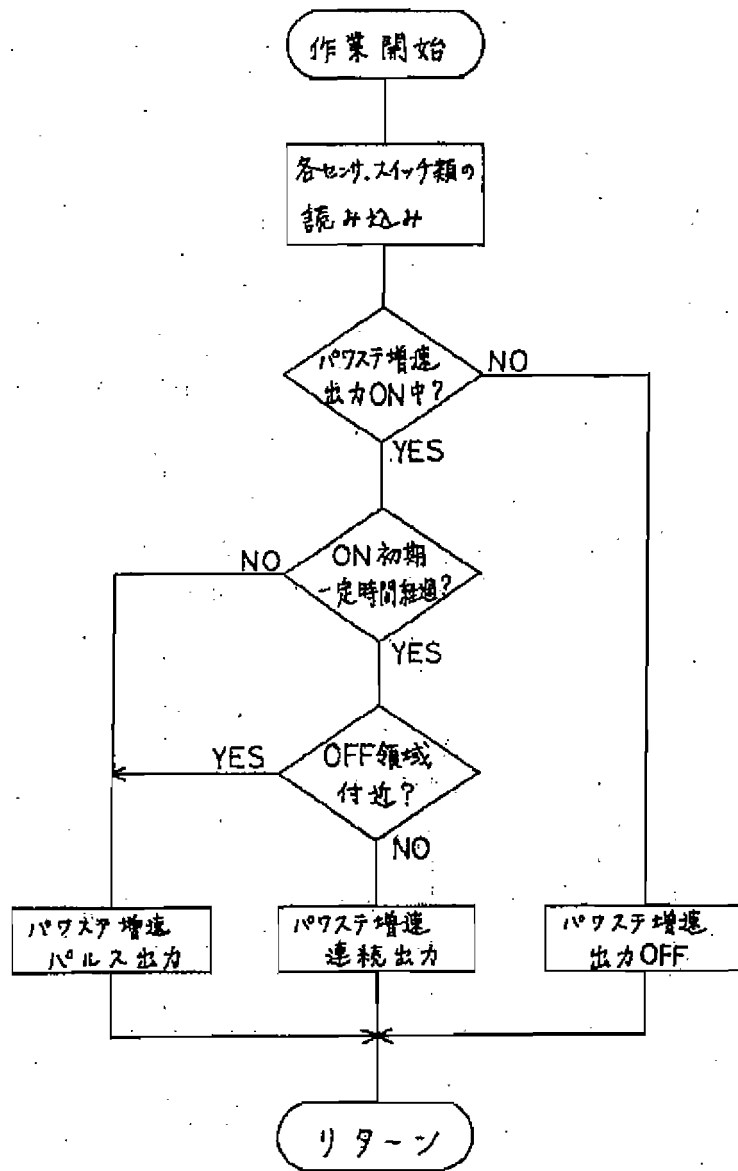 作業開始
各センサ、スイッチ類の
読み込み
パワステ増速
出力ON中?
NO
YES
ON初期
一定時間経過?
NO
YES
OFF領域
付近?
YES
NO
パワステ増速
パルス出力
パワステ増速
連続出力
パワステ増速
出力OFF
リターン